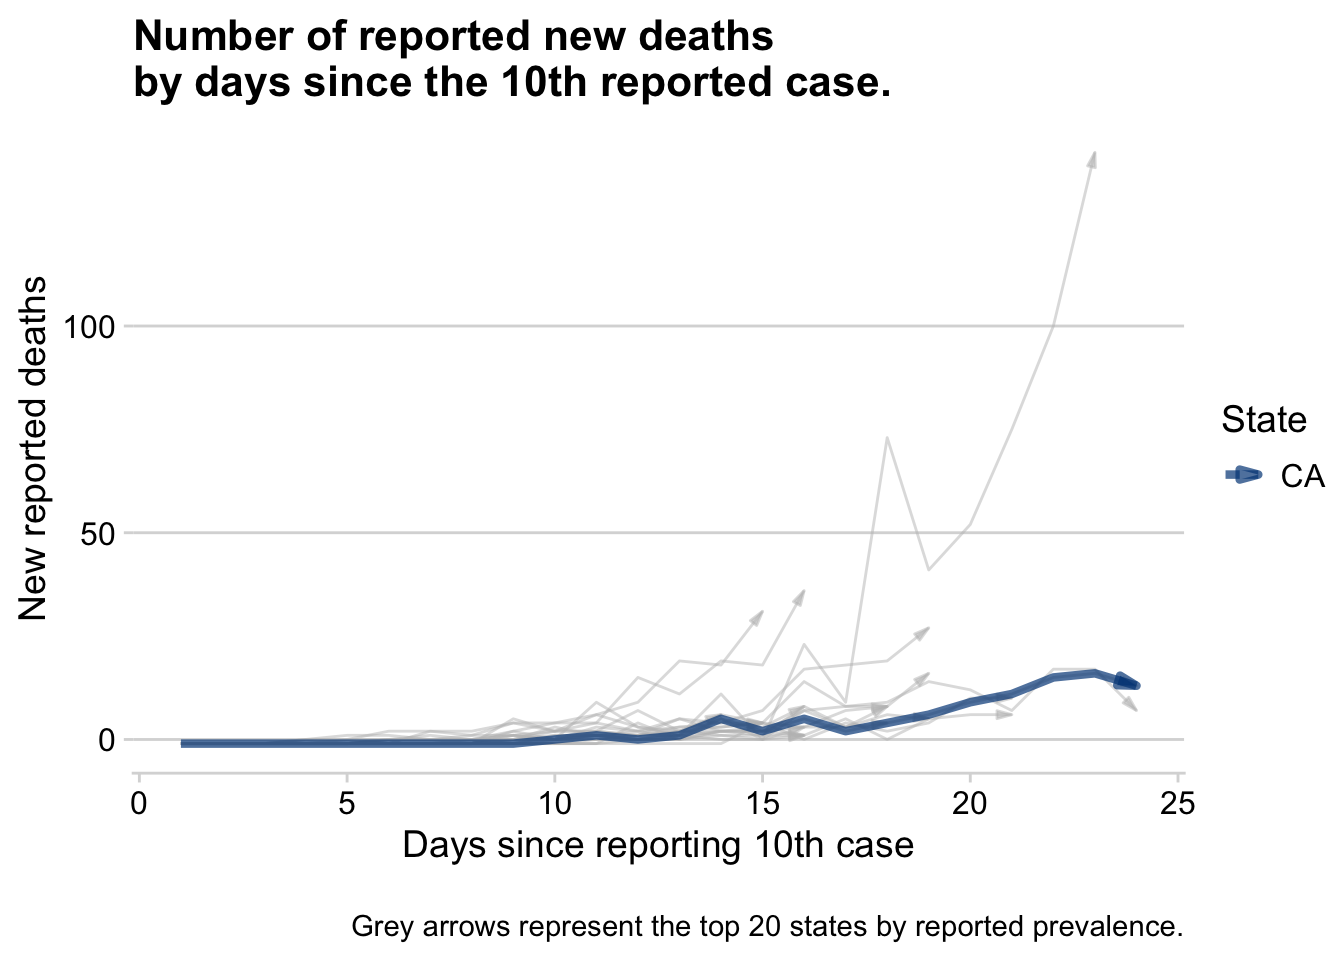 Number of reported new deaths
by days since the 10th reported case.
New reported deaths
100
50
0
0 5 10 15 20 25
Days since reporting 10th case
State
CA
Grey arrows represent the top 20 states by reported prevalence.